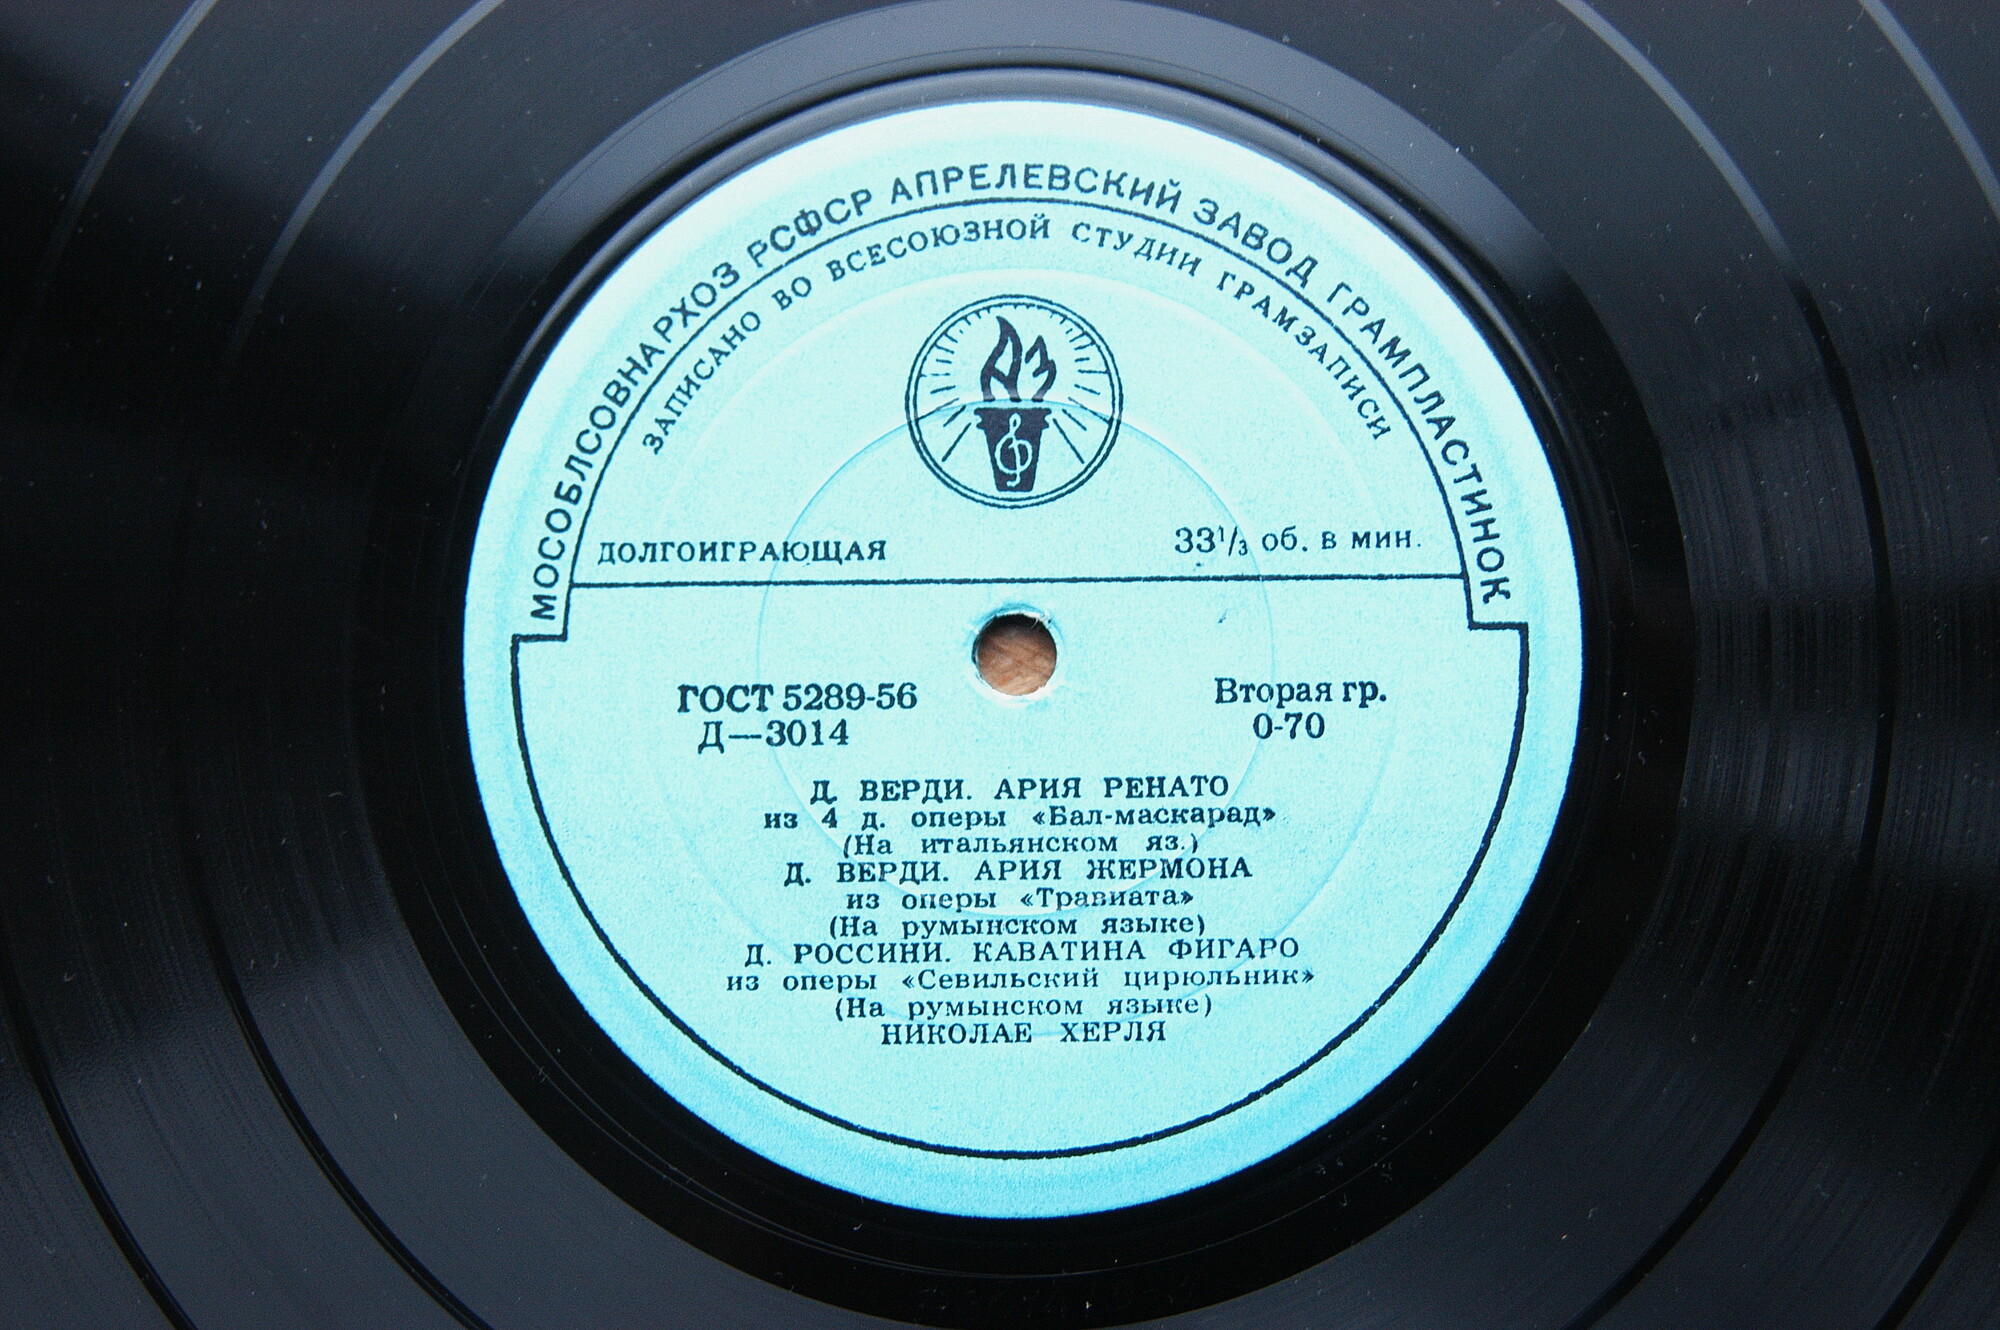 МОСОБЛСОВНАРХОЗ РСФСР АПРЕЛЕВСКИЙ ЗАВОД ГРАМПЛАСТИНОК
ЗАПИСАНО ВО ВСЕСОЮЗНОЙ СТУДИИ ГРАМЗАПИСИ
АЗ
ДОЛГОИГРАЮЩАЯ
33⅓ об. в мин.
ГОСТ 5289-56
Д—3014
Вторая гр.
0-70
Д. ВЕРДИ. АРИЯ РЕНАТО
из 4 д. оперы «Бал-маскарад»
(На итальянском яз.)
Д. ВЕРДИ. АРИЯ ЖЕРМОНА
из оперы «Травиата»
(На румынском языке)
Д. РОССИНИ. КАВАТИНА ФИГАРО
из оперы «Севильский цирюльник»
(На румынском языке)
НИКОЛАЕ ХЕРЛЯ